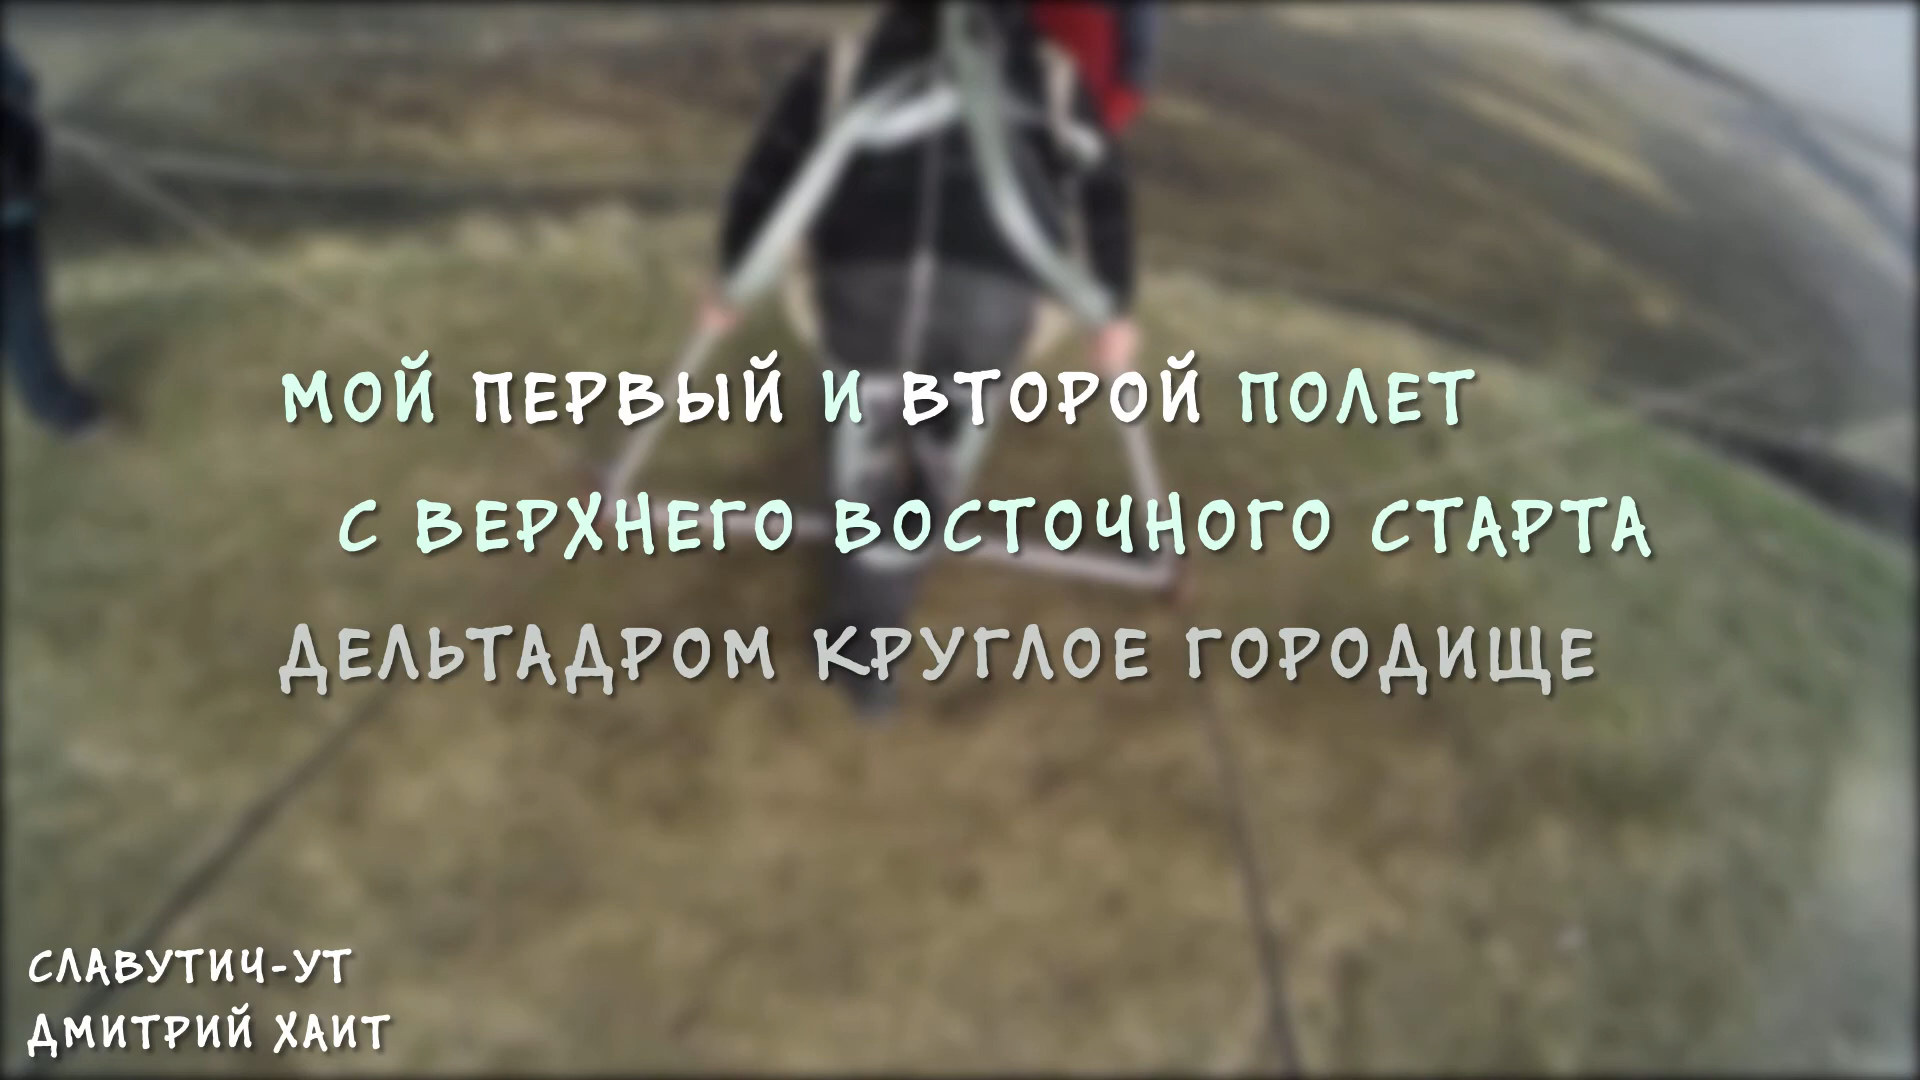 МОЙ ПЕРВЫЙ И ВТОРОЙ ПОЛЕТ
С ВЕРХНЕГО ВОСТОЧНОГО СТАРТА
ДЕЛЬТАДРОМ КРУГЛОЕ ГОРОДИЩЕ
СЛАВУТИЧ-УТ
ДМИТРИЙ ХАИТ